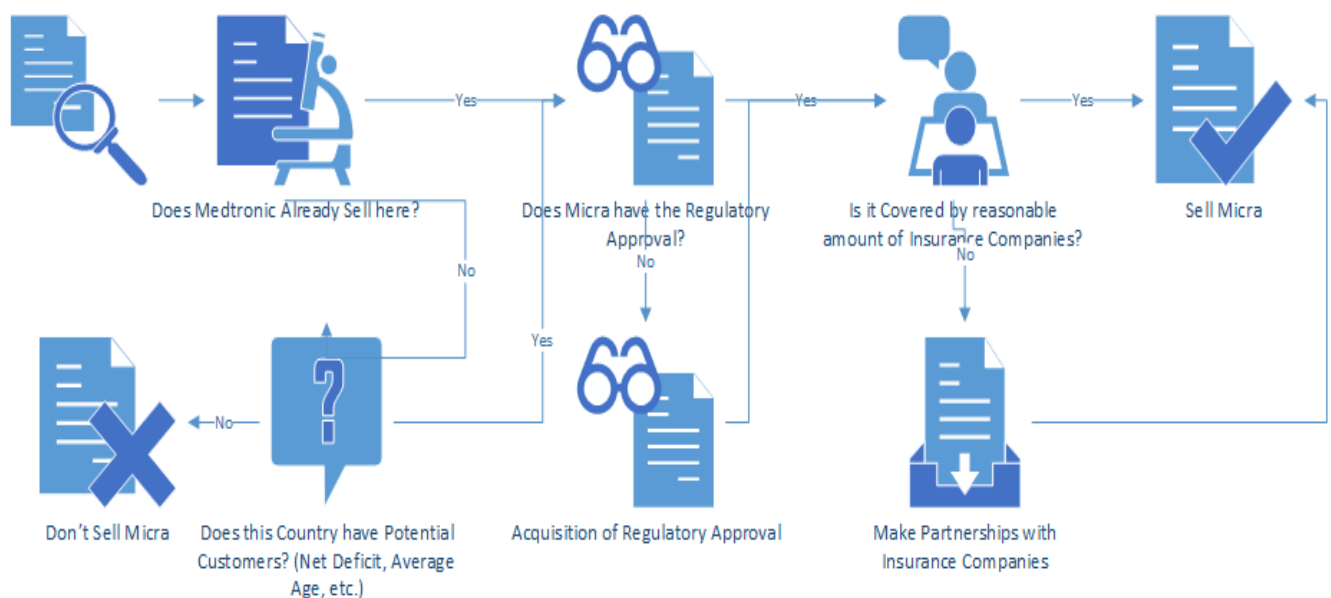 Yes
Yes
Yes
Does Medtronic Already Sell here?
Does Micra have the Regulatory
Approval?
Is it Covered by reasonable
amount of Insurance Companies?
Sell Micra
No
No
No
Yes
No
Don't Sell Micra
Does this Country have Potential
Customers? (Net Deficit, Average
Age, etc.)
Acquisition of Regulatory Approval
Make Partnerships with
Insurance Companies
?